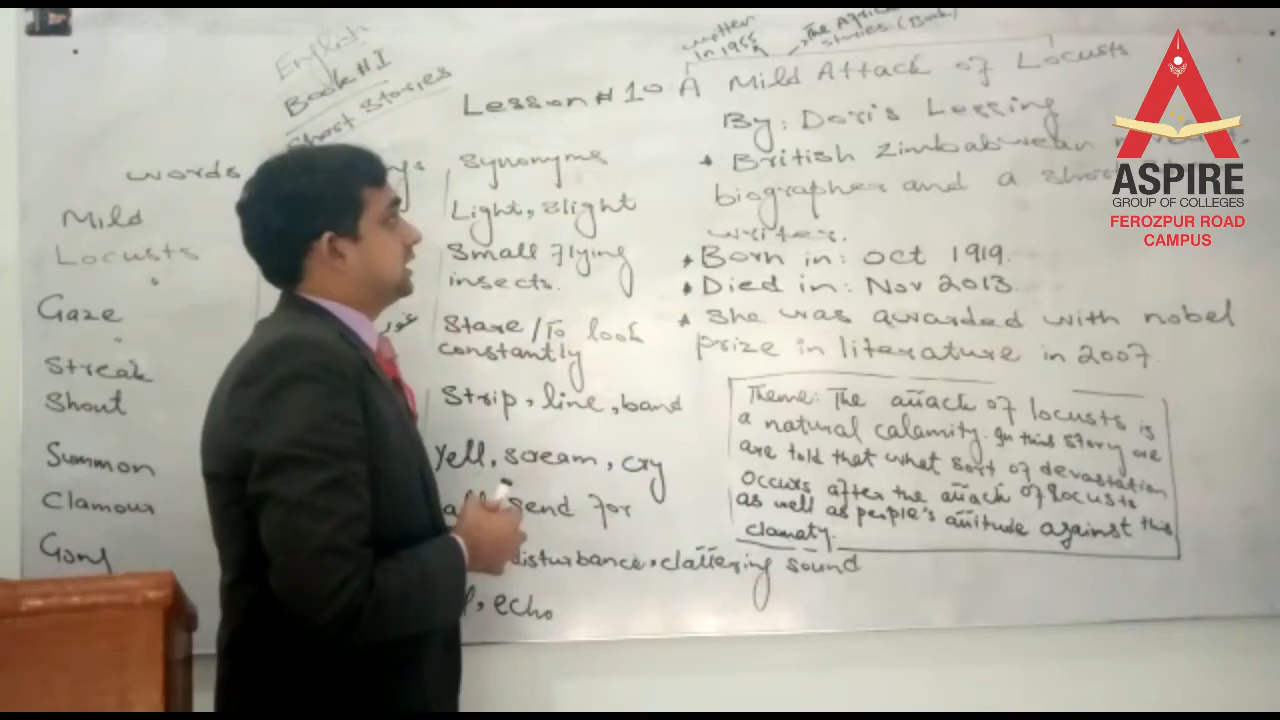 English
Book # I
Short Stories
written
in 1955
The African
Stories (Book)
Lesson # 10 A Mild Attack of Locusts
By: Doris Lessing
* British Zimbabwean
biographer and a short
writer.
* Born in: Oct 1919.
* Died in: Nov 2013.
* She was awarded with nobel
prize in literature in 2007.
Theme: The attack of locusts is
a natural calamity. In this story we
are told that what sort of devastation
occurs after the attack of locusts
as well as people's attitude against this
clamaty.
words
Synonyms
Mild
Light, Slight
Locusts
Small flying
insects.
Gaze
غور
Stare/To look
constantly
Streak
Strip, line, band
Shout
Yell, scream, cry
Summon
send for
Clamour
disturbance, clattering sound
Gong
echo
ASPIRE
GROUP OF COLLEGES
FEROZPUR ROAD
CAMPUS